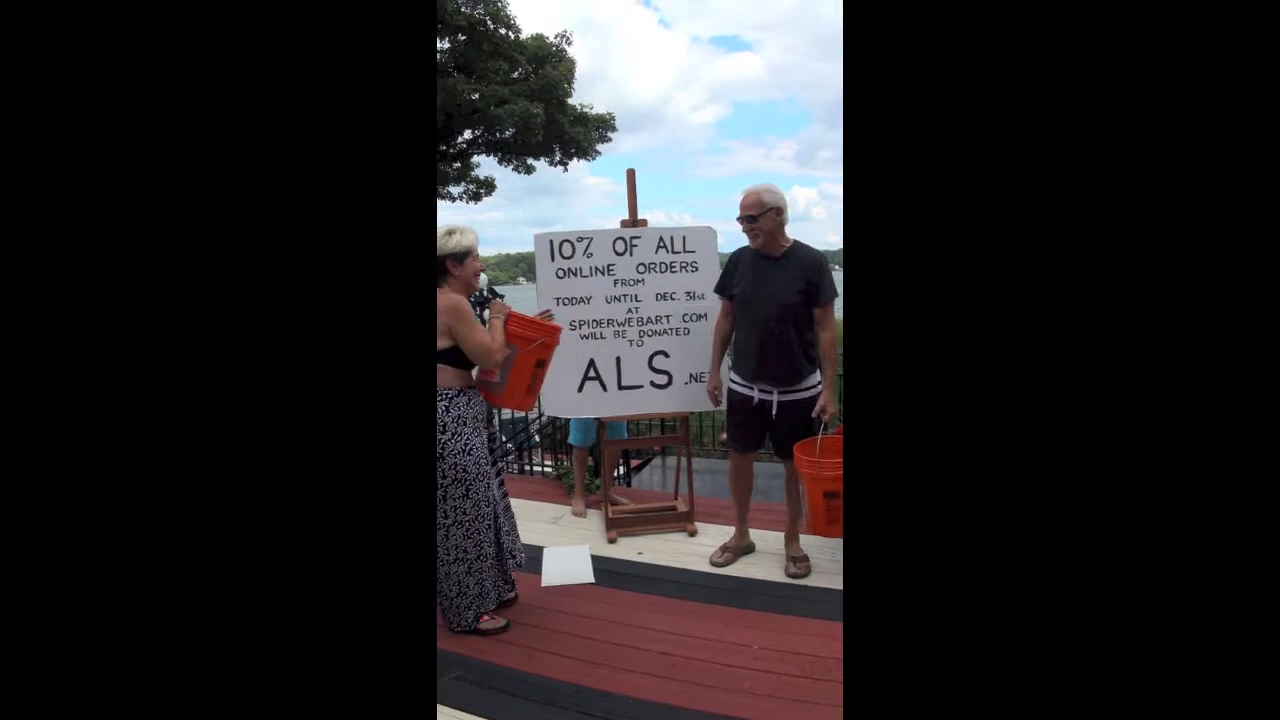 10% OF ALL
ONLINE ORDERS
FROM
TODAY UNTIL DEC. 31st
AT
SPIDERWEBART.COM
WILL BE DONATED
TO
ALS .NET